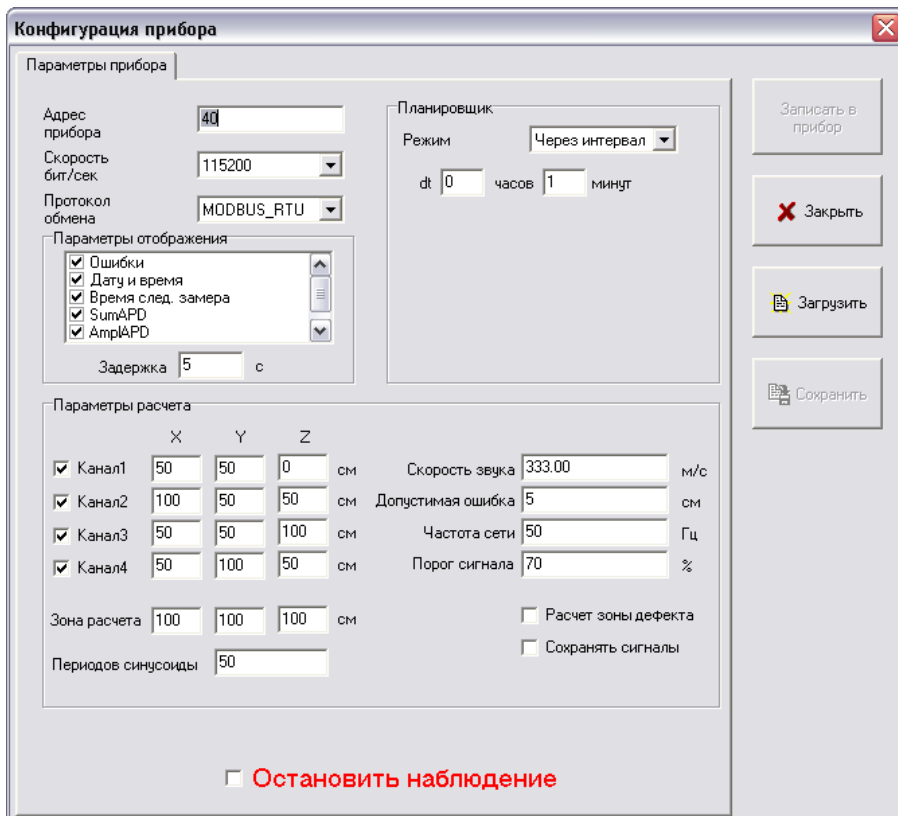 Конфигурация прибора
Параметры прибора
Адрес прибора 40
Скорость бит/сек 115200
Протокол обмена MODBUS_RTU
Параметры отображения
Ошибки
Дату и время
Время след. замера
SumAPD
AmplAPD
Задержка 5 с
Планировщик
Режим Через интервал
dt 0 часов 1 минут
Записать в прибор
Закрыть
Загрузить
Сохранить
Параметры расчета
X Y Z
Канал1 50 50 0 см
Канал2 100 50 50 см
Канал3 50 50 100 см
Канал4 50 100 50 см
Зона расчета 100 100 100 см
Периодов синусоиды 50
Скорость звука 333.00 м/с
Допустимая ошибка 5 см
Частота сети 50 Гц
Порог сигнала 70 %
Расчет зоны дефекта
Сохранять сигналы
Остановить наблюдение